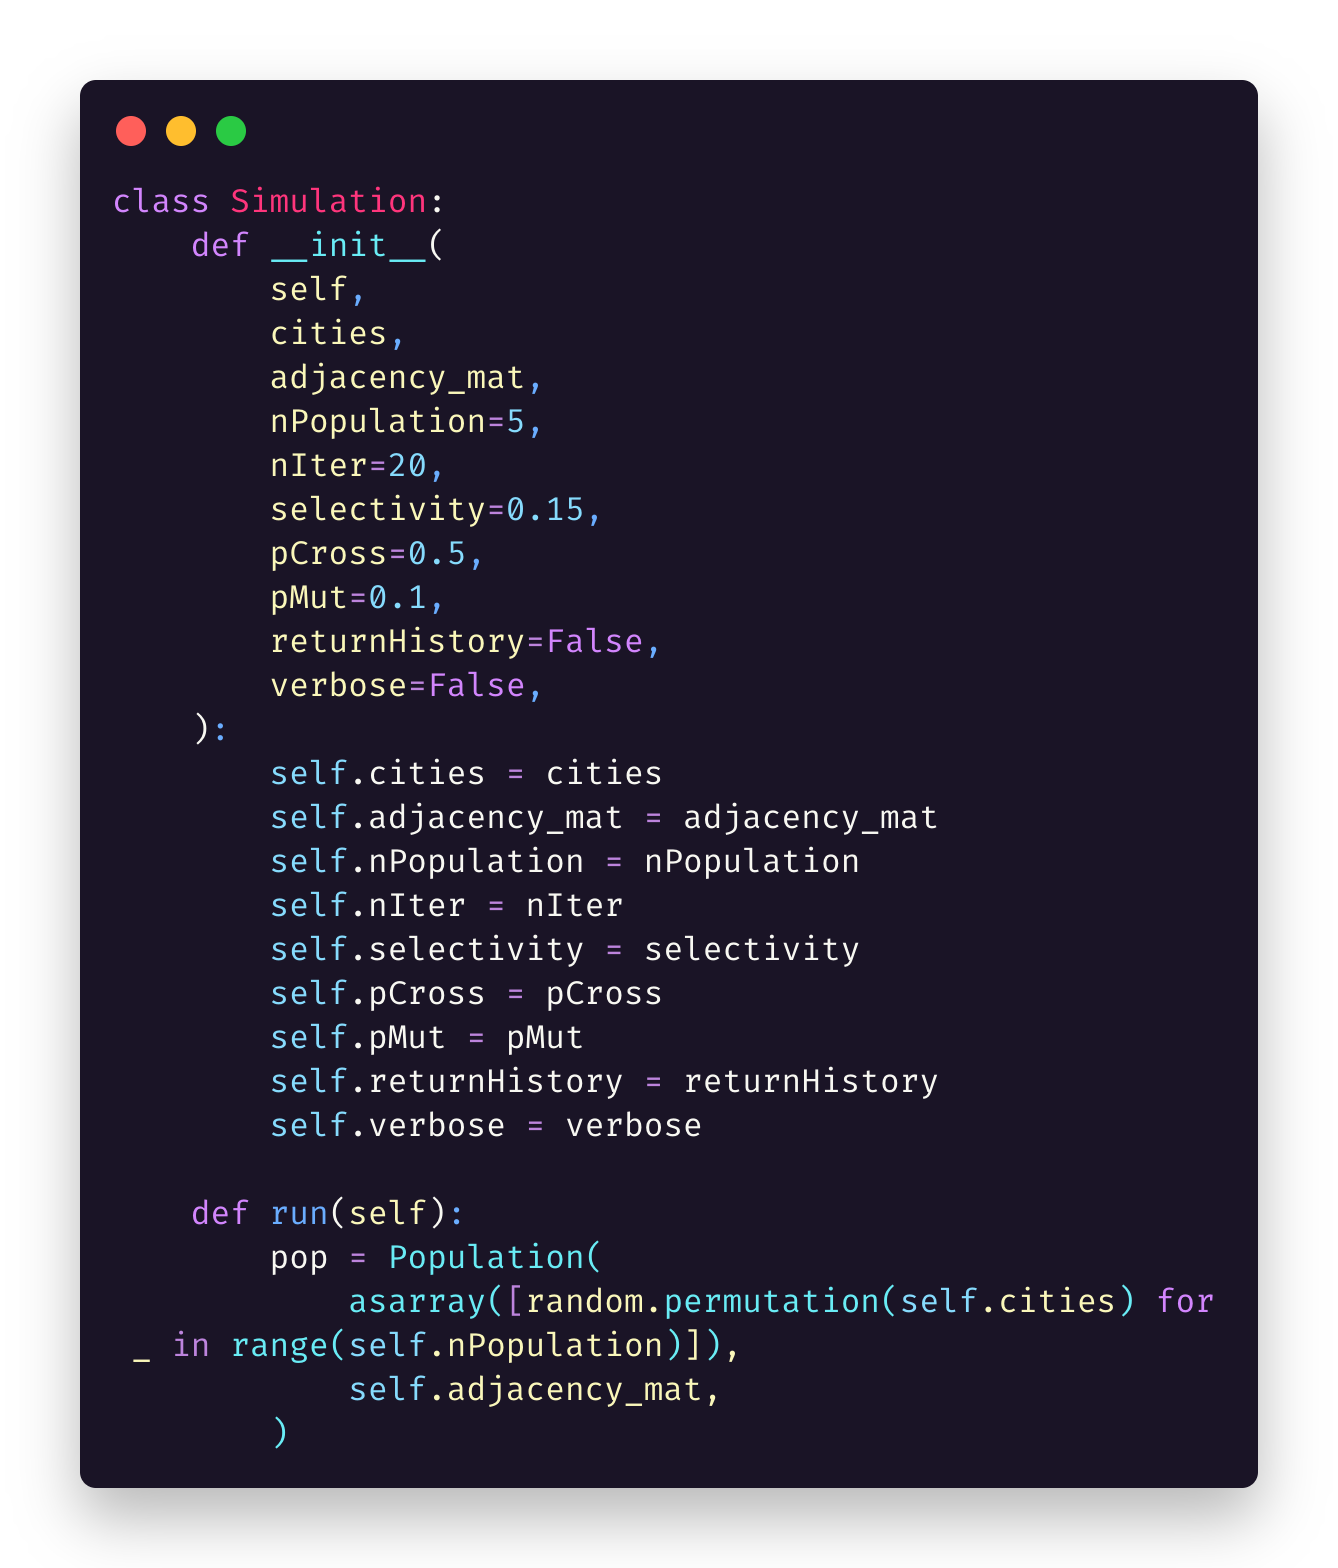 class Simulation:
    def __init__(
        self,
        cities,
        adjacency_mat,
        nPopulation=5,
        nIter=20,
        selectivity=0.15,
        pCross=0.5,
        pMut=0.1,
        returnHistory=False,
        verbose=False,
    ):
        self.cities = cities
        self.adjacency_mat = adjacency_mat
        self.nPopulation = nPopulation
        self.nIter = nIter
        self.selectivity = selectivity
        self.pCross = pCross
        self.pMut = pMut
        self.returnHistory = returnHistory
        self.verbose = verbose

    def run(self):
        pop = Population(
            asarray([random.permutation(self.cities) for
 _ in range(self.nPopulation)]),
            self.adjacency_mat,
        )